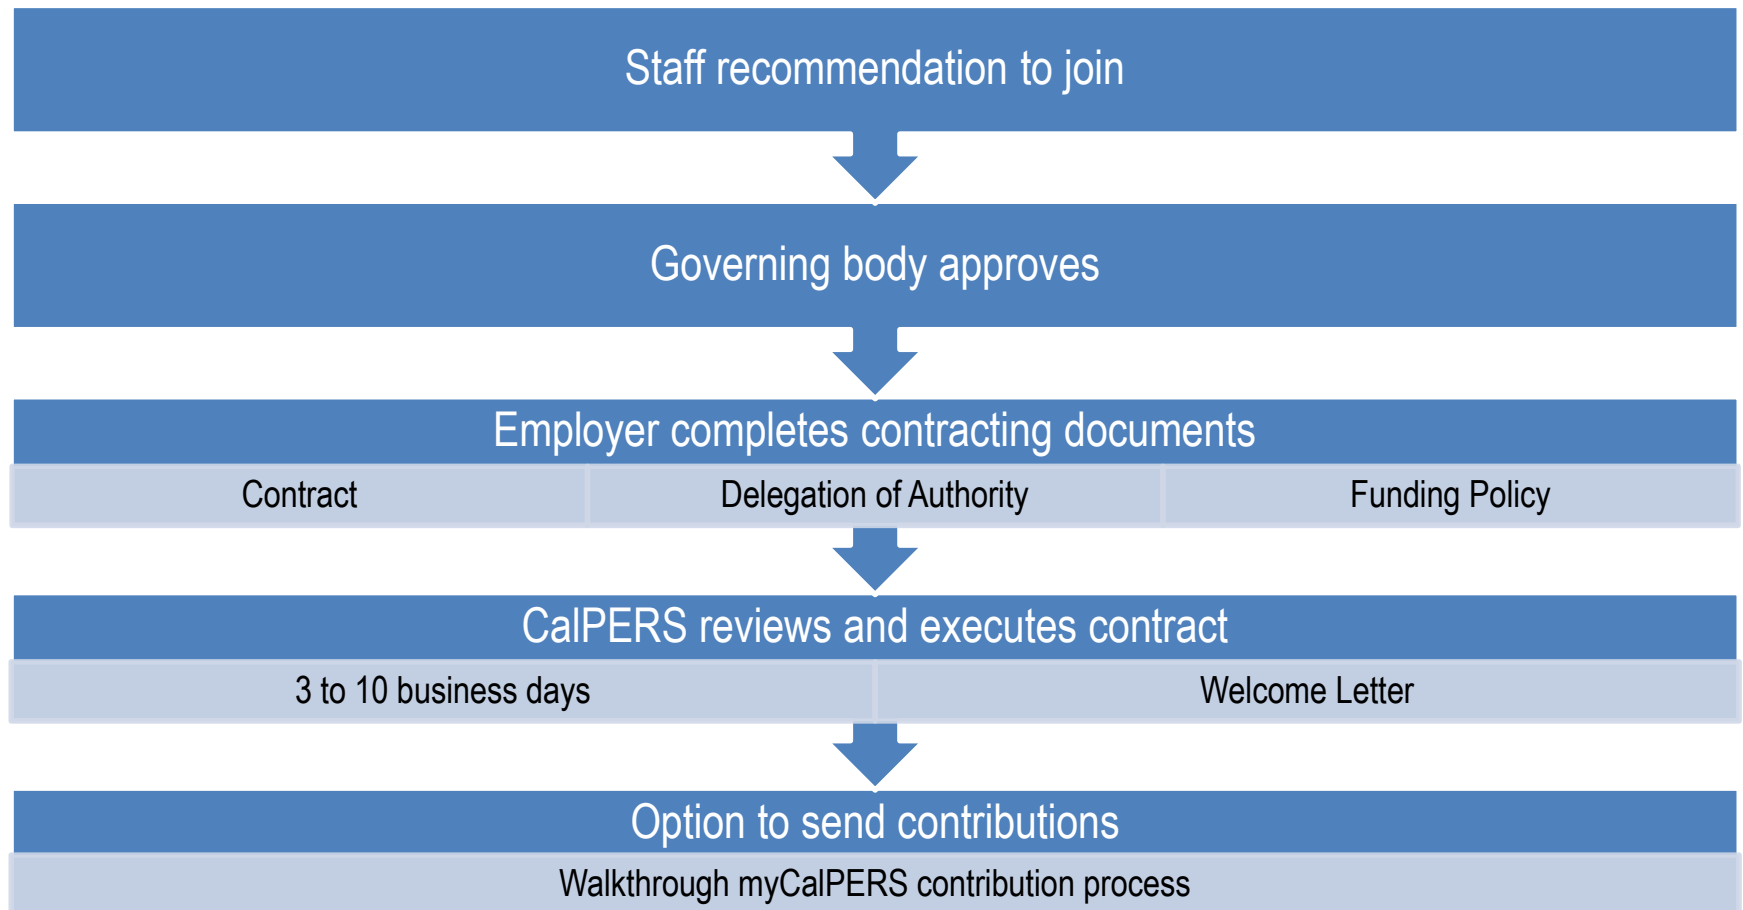 Staff recommendation to join
Governing body approves
Employer completes contracting documents
Contract
Delegation of Authority
Funding Policy
CalPERS reviews and executes contract
3 to 10 business days
Welcome Letter
Option to send contributions
Walkthrough myCalPERS contribution process